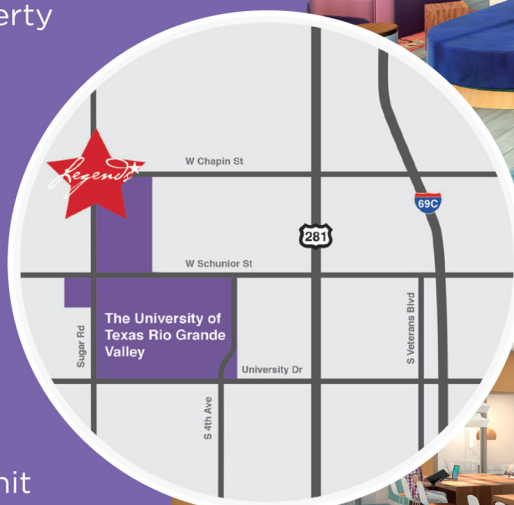 erty
W Chapin St
Legends
69C
281
W Schunior St
The University of
Texas Rio Grande
Valley
Sugar Rd
S Veterans Blvd
University Dr
S 4th Ave
nit